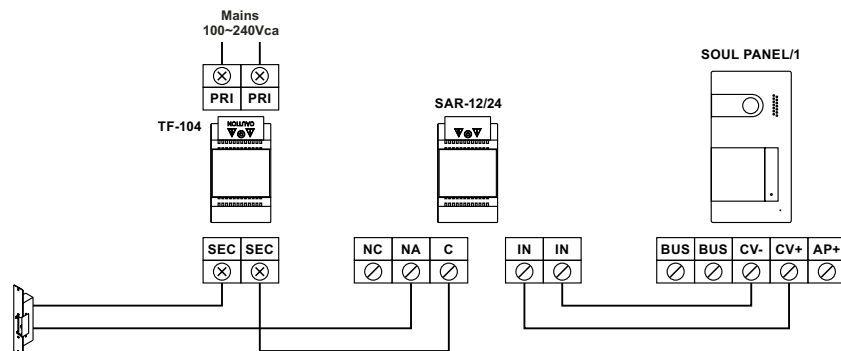 Mains
100~240Vca
SOUL PANEL/1
PRI PRI
SAR-12/24
TF-104
CAUTION
SEC SEC
NC NA C
IN IN
BUS BUS CV- CV+ AP+